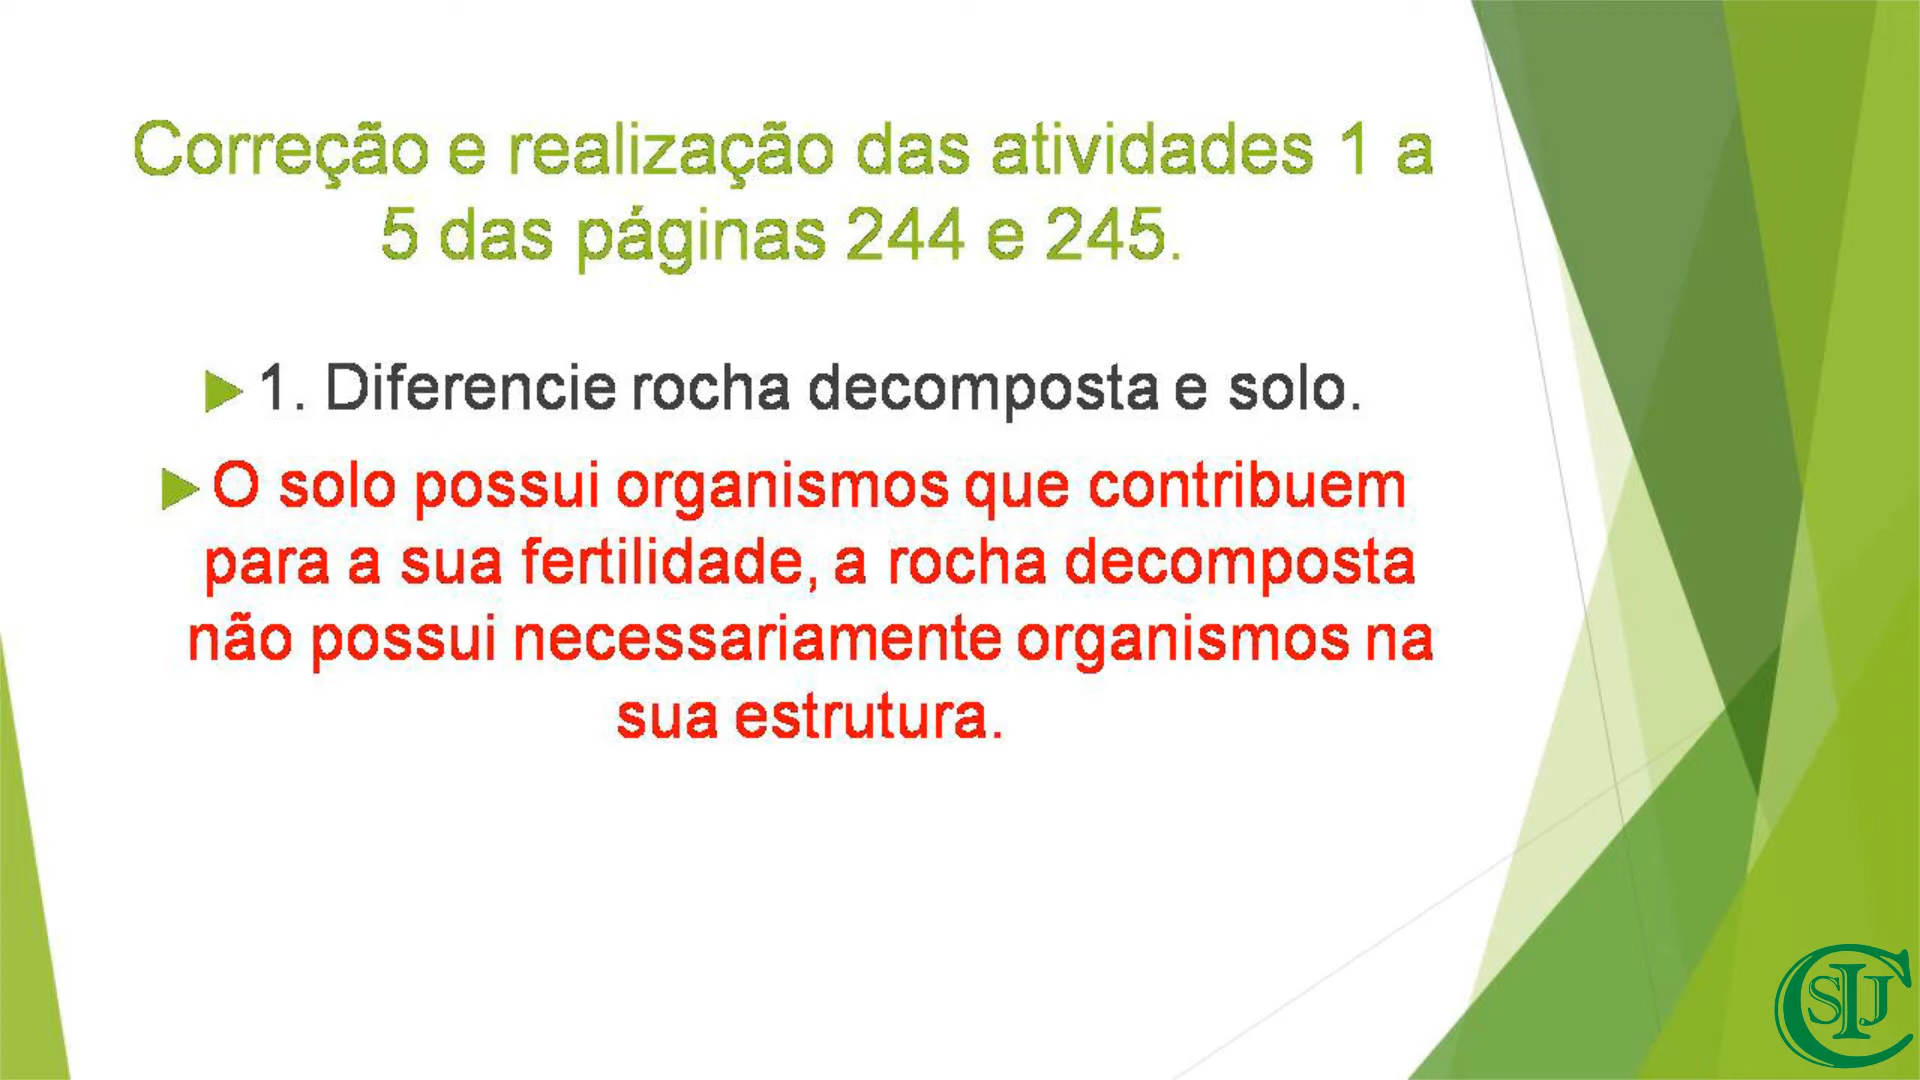 Correção e realização das atividades 1 a
5 das páginas 244 e 245.
1. Diferencie rocha decomposta e solo.
O solo possui organismos que contribuem
para a sua fertilidade, a rocha decomposta
não possui necessariamente organismos na
sua estrutura.